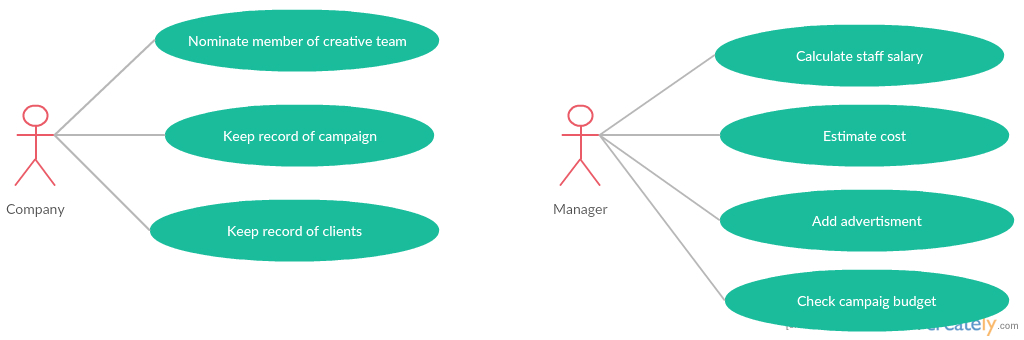 Nominate member of creative team
Keep record of campaign
Company
Keep record of clients
Calculate staff salary
Estimate cost
Manager
Add advertisment
Check campaig budget
creately.com